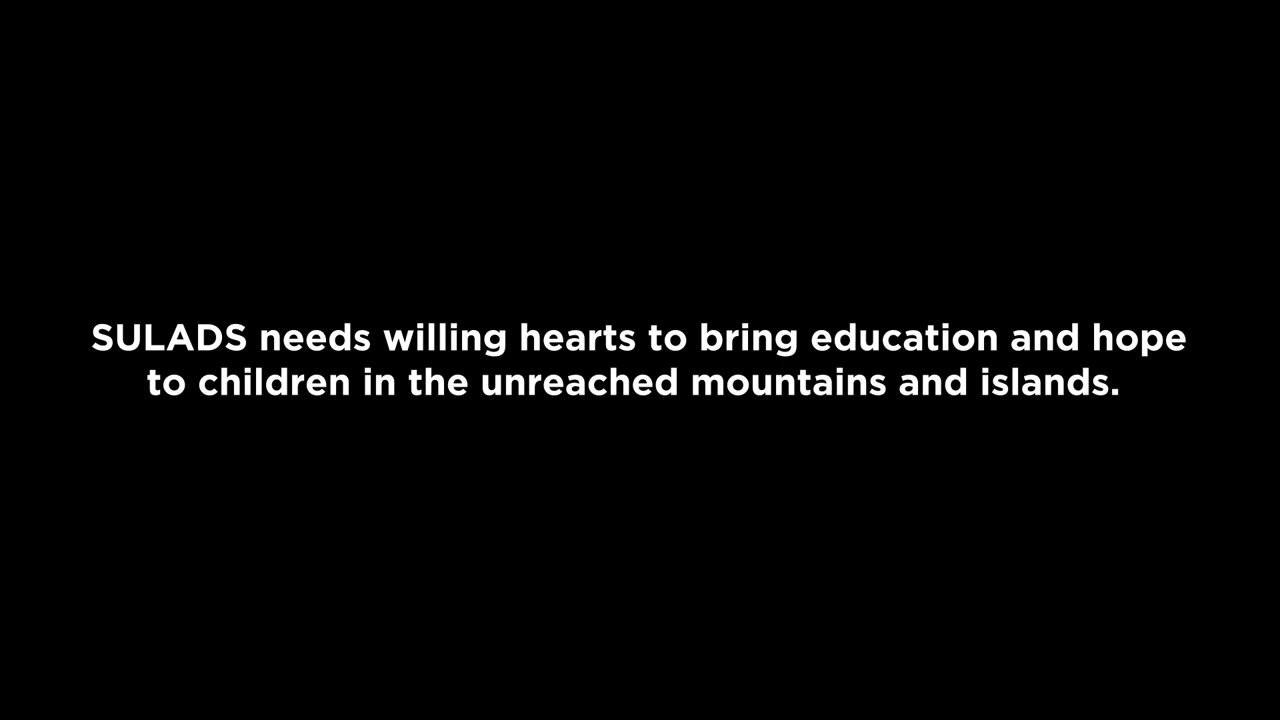 SULADS needs willing hearts to bring education and hope
to children in the unreached mountains and islands.